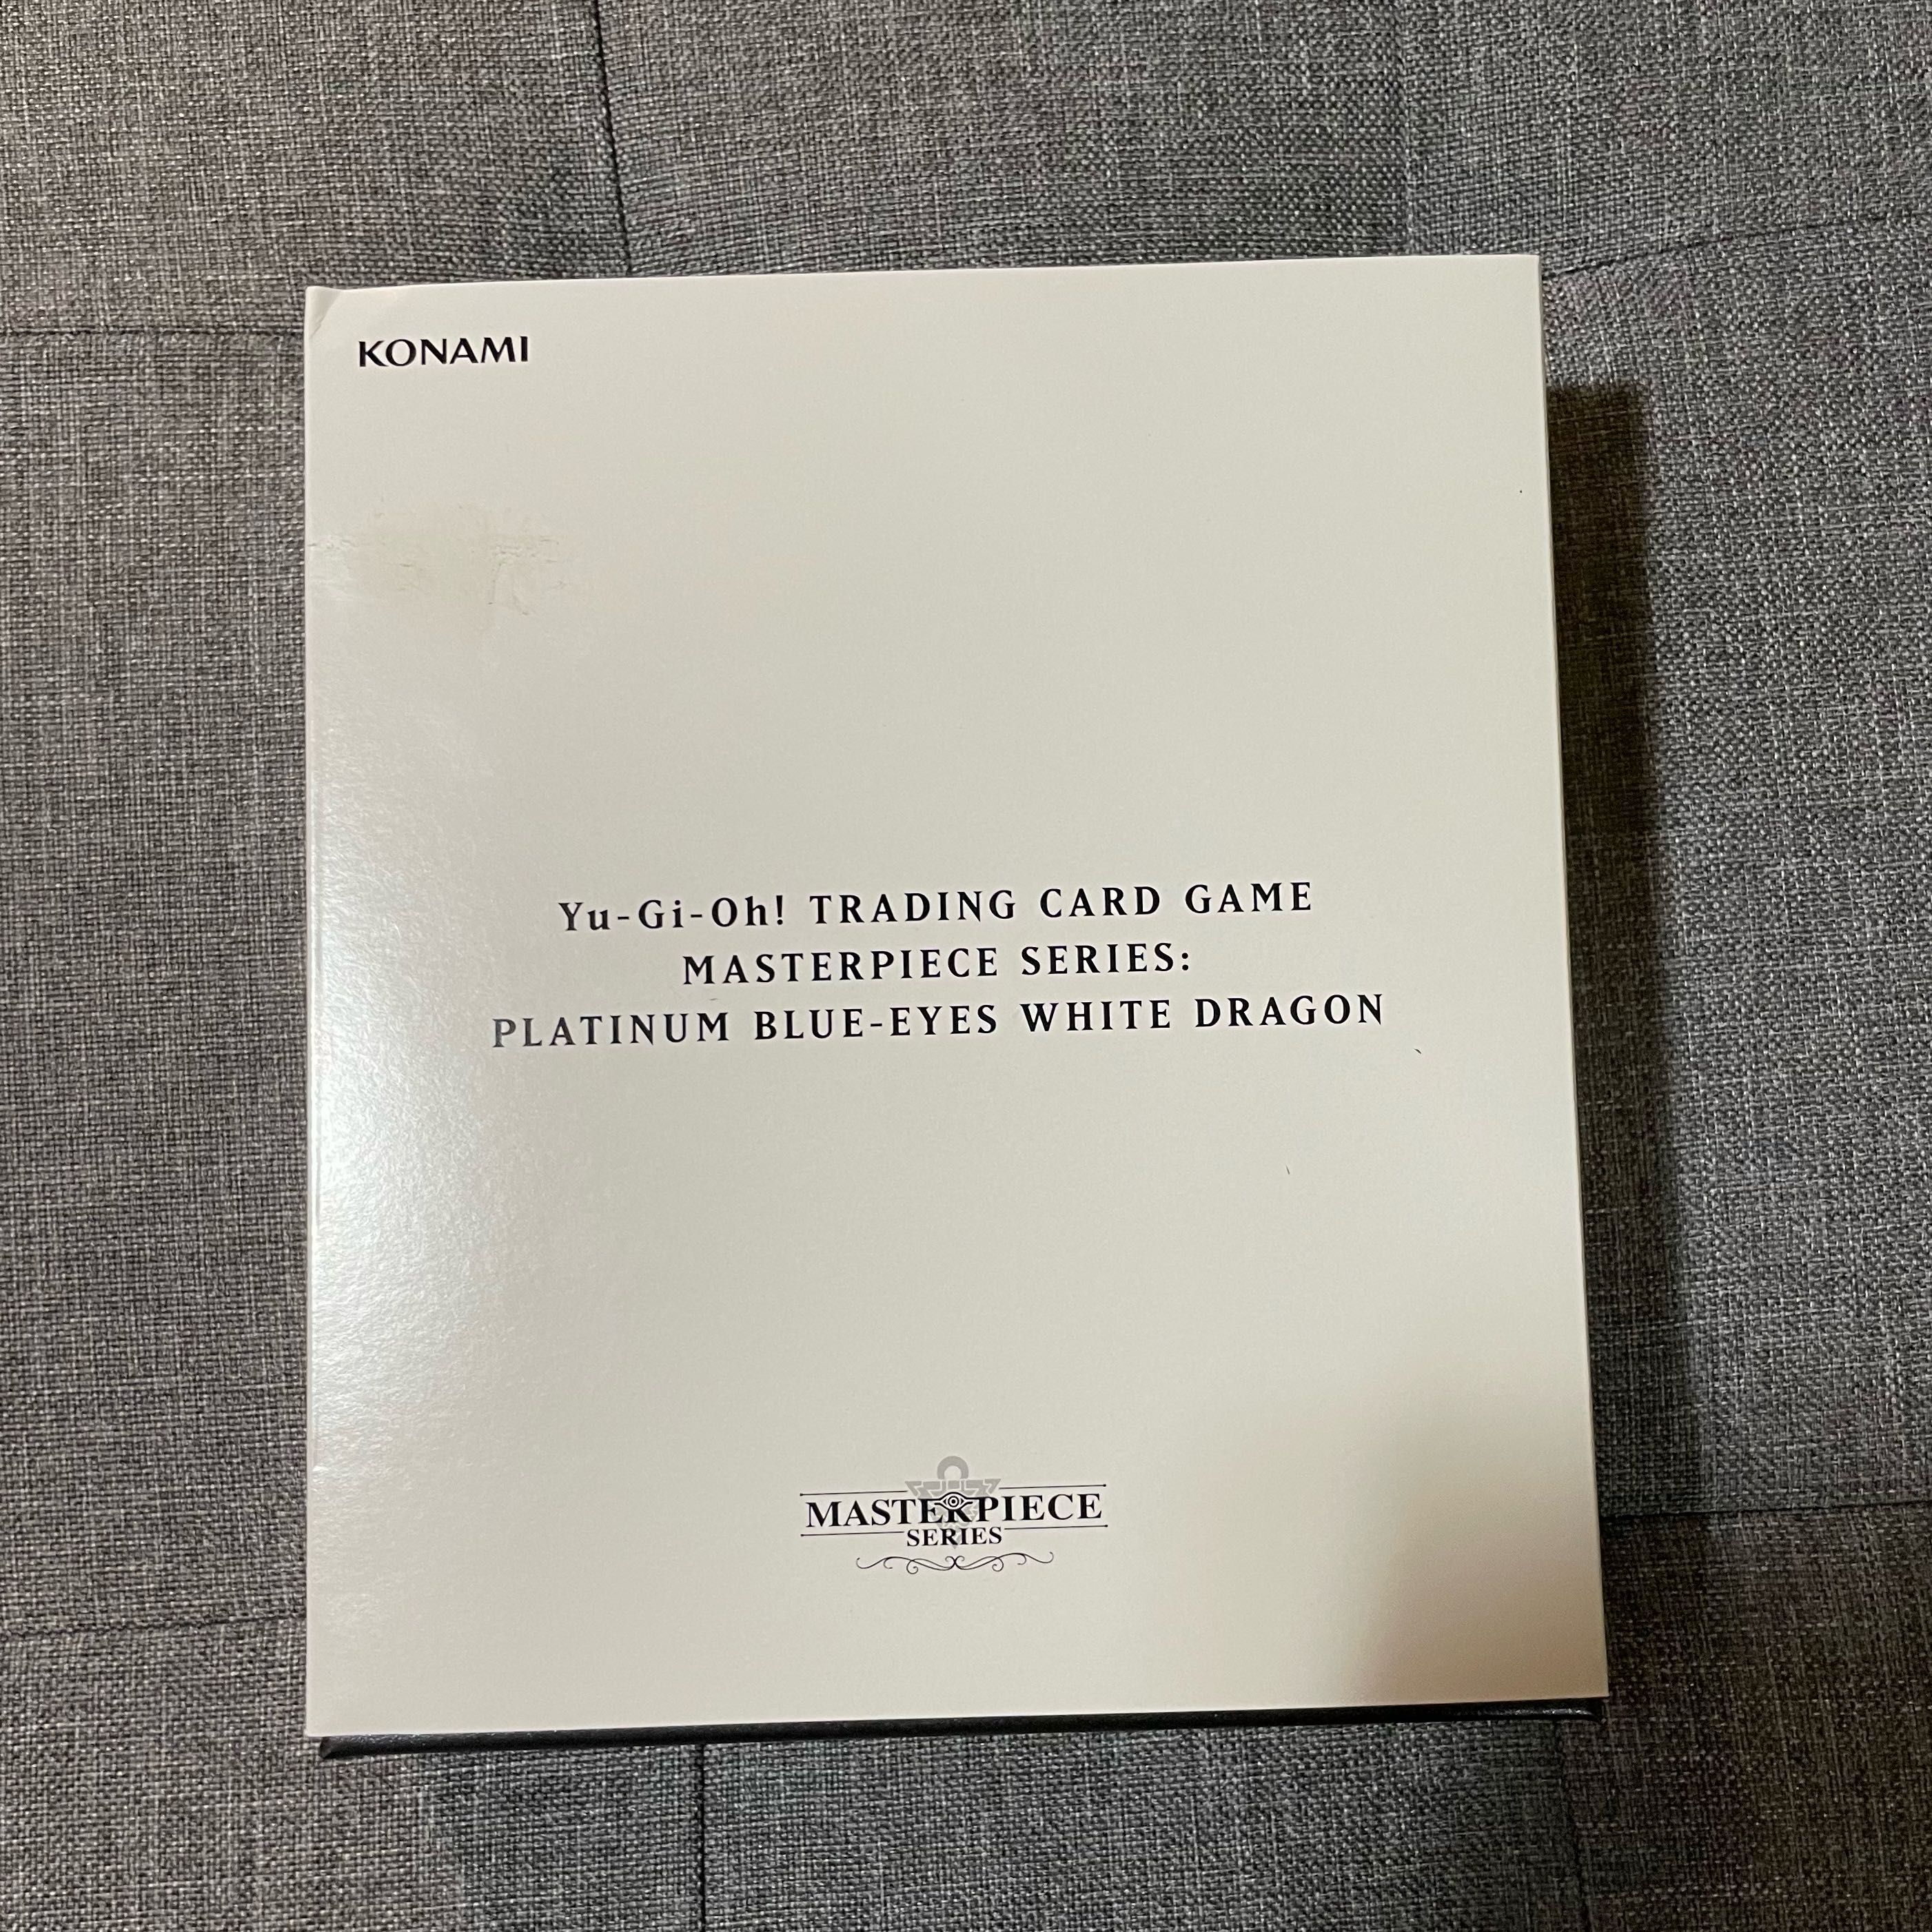 KONAMI
Yu-Gi-Oh! TRADING CARD GAME
MASTERPIECE SERIES:
PLATINUM BLUE-EYES WHITE DRAGON
MASTERPIECE
SERIES